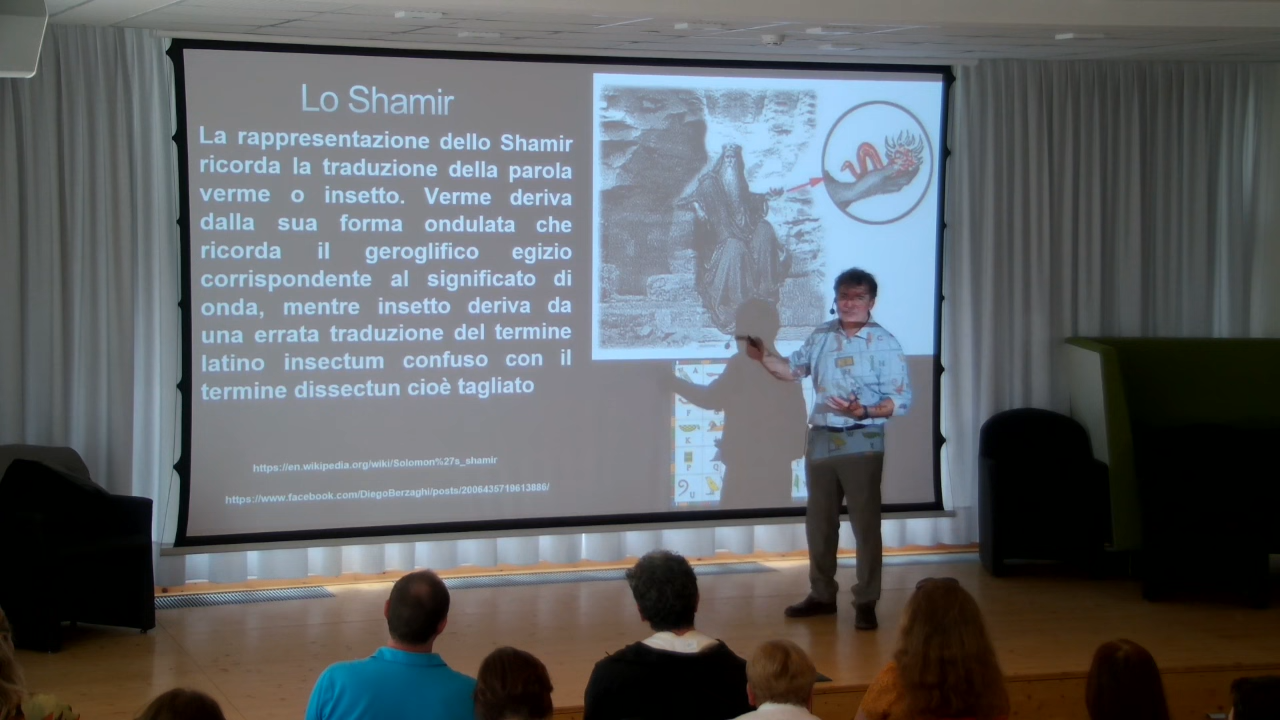 Lo Shamir
La rappresentazione dello Shamir
ricorda la traduzione della parola
verme o insetto. Verme deriva
dalla sua forma ondulata che
ricorda il geroglifico egizio
corrispondente al significato di
onda, mentre insetto deriva da
una errata traduzione del termine
latino insectum confuso con il
termine dissectun cioè tagliato
https://en.wikipedia.org/wiki/Solomon%27s_shamir
https://www.facebook.com/DiegoBerzaghi/posts/2006435719613886/
A
F
K
P
Q
U